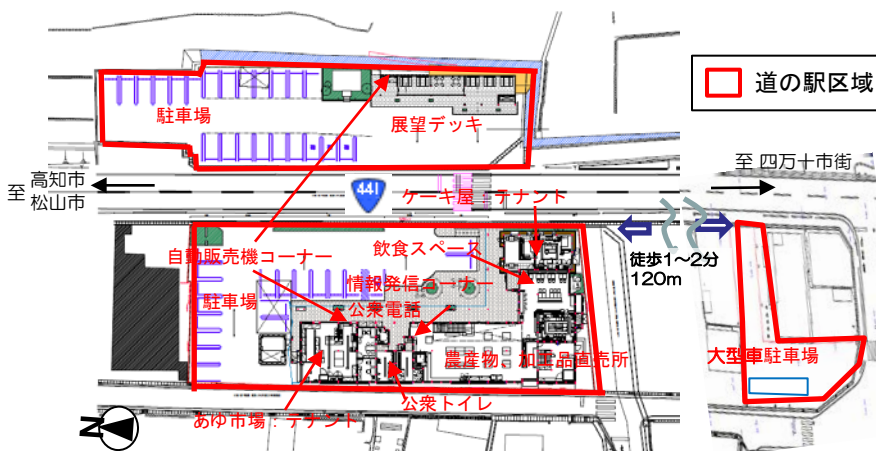 道の駅区域
駐車場
展望デッキ
至 高知市
松山市
441
至 四万十市街
ケーキ屋：テナント
自動販売機コーナー
飲食スペース
徒歩1～2分
120m
情報発信コーナー
駐車場
公衆電話
農産物、加工品直売所
大型車駐車場
あゆ市場：テナント
公衆トイレ
N